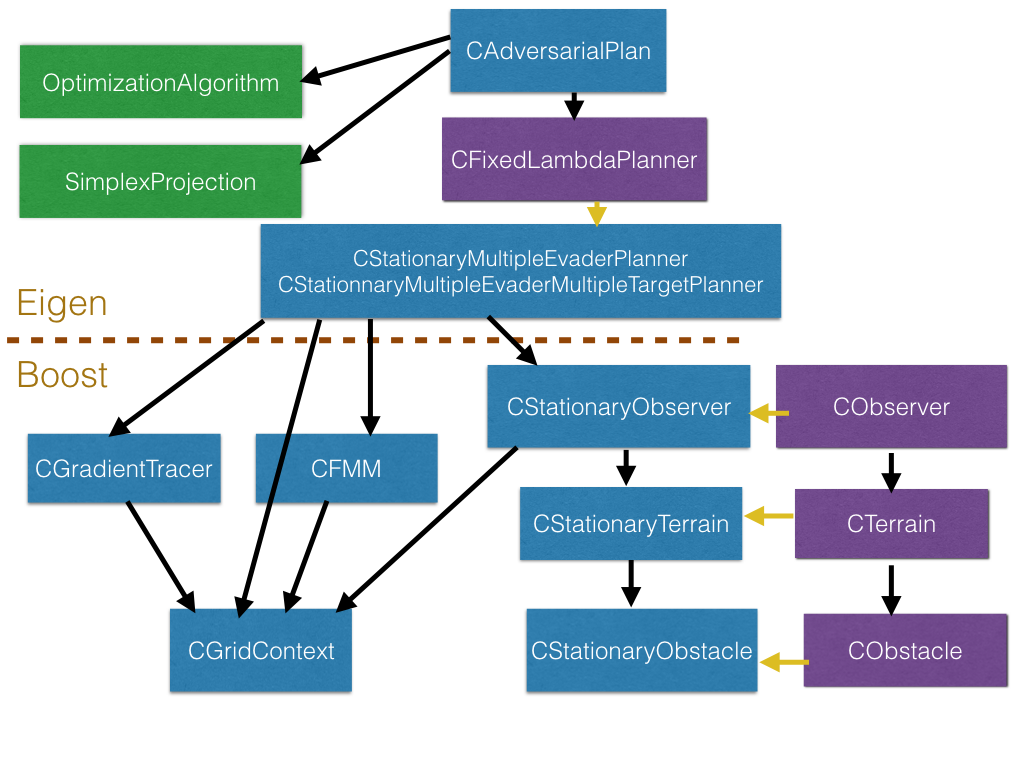 CAdversarialPlan
OptimizationAlgorithm
CFixedLambdaPlanner
SimplexProjection
CStationaryMultipleEvaderPlanner
CStationnaryMultipleEvaderMultipleTargetPlanner
Eigen
Boost
CStationaryObserver
CObserver
CGradientTracer
CFMM
CStationaryTerrain
CTerrain
CGridContext
CStationaryObstacle
CObstacle